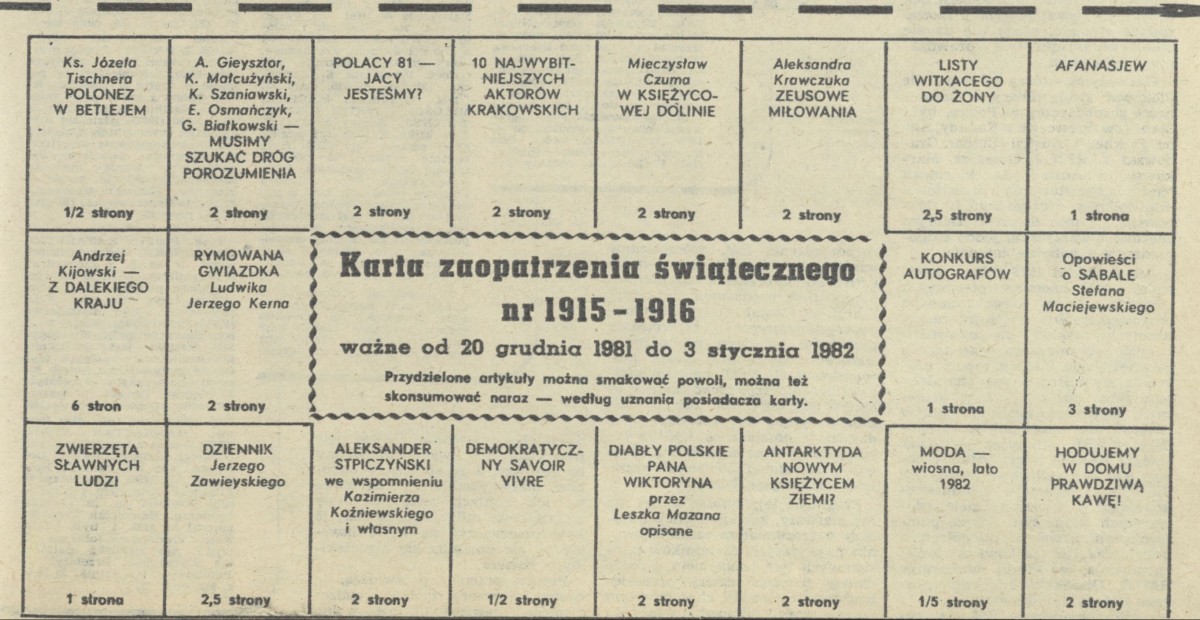 Ks. Józefa
Tischnera
POLONEZ
W BETLEJEM
1/2 strony
A. Gieysztor,
K. Małcużyński,
K. Szaniawski,
E. Osmańczyk,
G. Białkowski —
MUSIMY
SZUKAĆ DRÓG
POROZUMIENIA
2 strony
POLACY 81 —
JACY
JESTEŚMY?
2 strony
10 NAJWYBIT-
NIEJSZYCH
AKTORÓW
KRAKOWSKICH
2 strony
Mieczysław
Czuma
W KSIĘŻYCO-
WEJ DOLINIE
2 strony
Aleksandra
Krawczuka
ZEUSOWE
MIŁOWANIA
2 strony
LISTY
WITKACEGO
DO ŻONY
2,5 strony
AFANASJEW
1 strona
Andrzej
Kijowski —
Z DALEKIEGO
KRAJU
6 stron
RYMOWANA
GWIAZDKA
Ludwika
Jerzego Kerna
2 strony
Karta zaopatrzenia świątecznego
nr 1915-1916
ważne od 20 grudnia 1981 do 3 stycznia 1982
Przydzielone artykuły można smakować powoli, można też
skonsumować naraz — według uznania posiadacza karty.
KONKURS
AUTOGRAFÓW
1 strona
Opowieści
o SABALE
Stefana
Maciejewskiego
3 strony
ZWIERZĘTA
SŁAWNYCH
LUDZI
1 strona
DZIENNIK
Jerzego
Zawieyskiego
2,5 strony
ALEKSANDER
STPICZYŃSKI
we wspomnieniu
Kazimierza
Koźniewskiego
i własnym
2 strony
DEMOKRATYCZ-
NY SAVOIR
VIVRE
1/2 strony
DIABŁY POLSKIE
PANA
WIKTORYNA
przez
Leszka Mazana
opisane
2 strony
ANTARKTYDA
NOWYM
KSIĘŻYCEM
ZIEMI?
2 strony
MODA —
wiosna, lato
1982
1/5 strony
HODUJEMY
W DOMU
PRAWDZIWĄ
KAWĘ!
2 strony